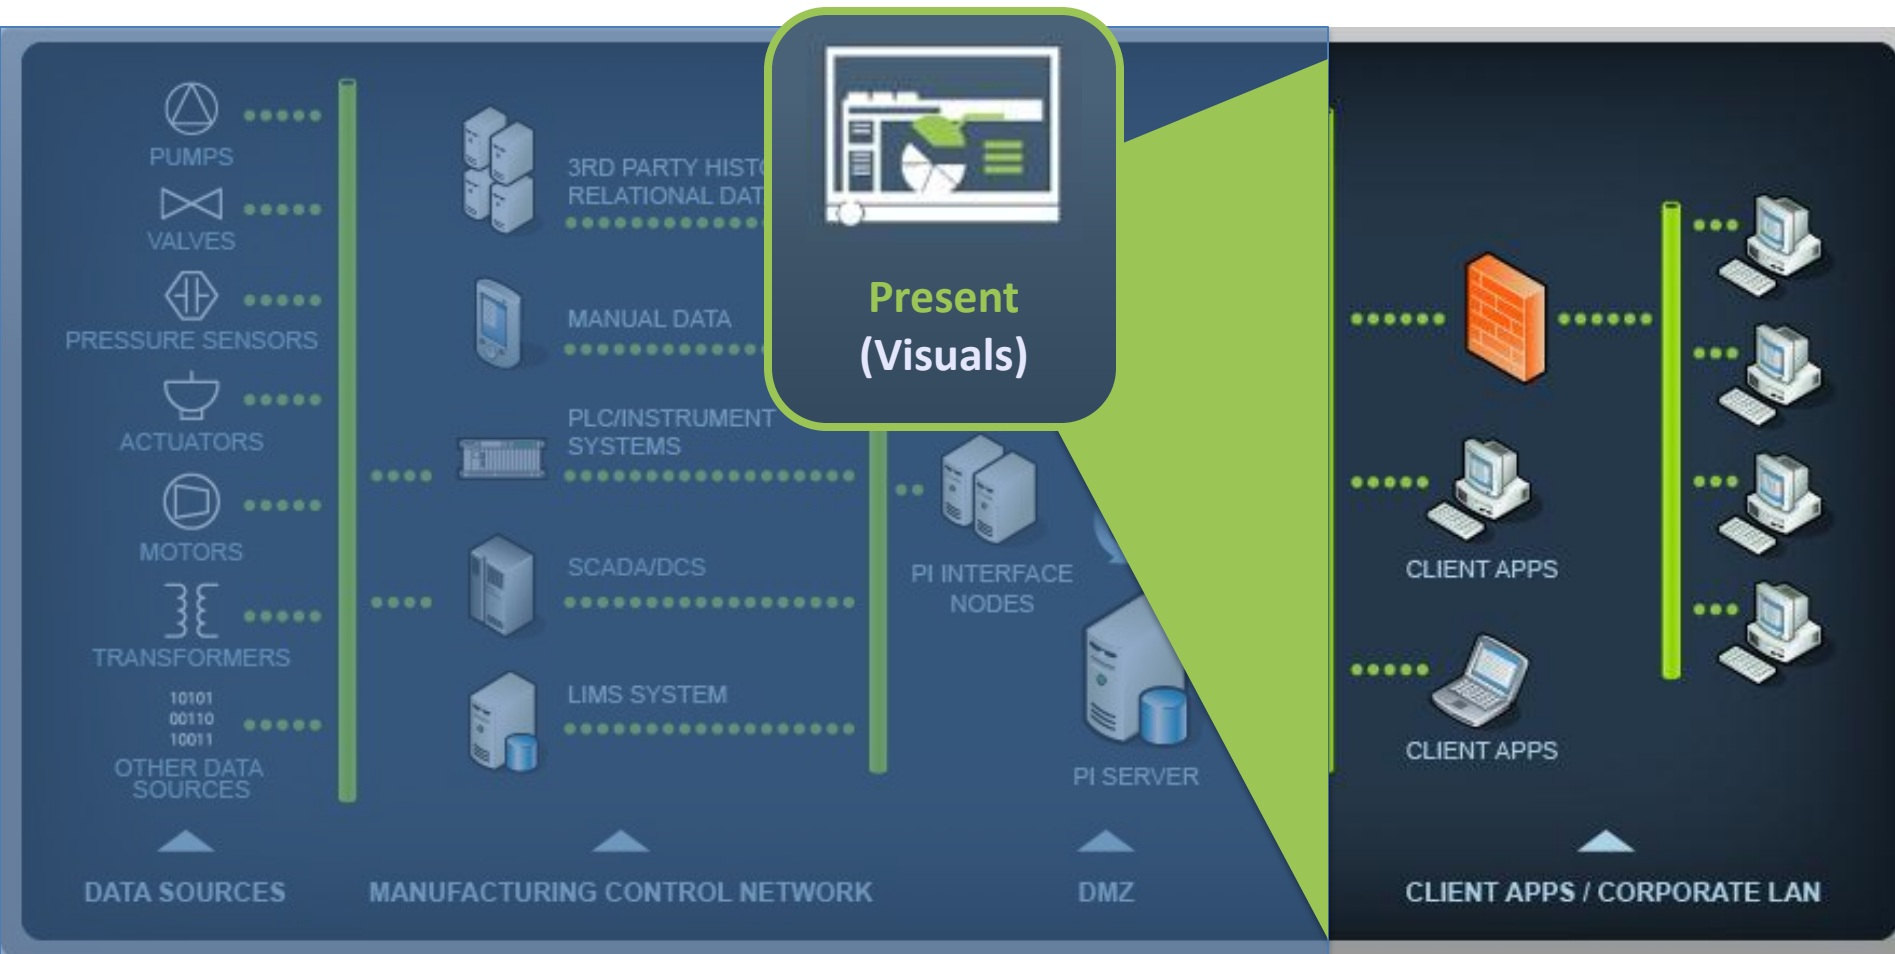 PUMPS
VALVES
PRESSURE SENSORS
ACTUATORS
MOTORS
TRANSFORMERS
10101
00110
10011
OTHER DATA
SOURCES
DATA SOURCES
3RD PARTY
RELATIONAL
MANUAL DATA
PLC/INSTRUMENT
SYSTEMS
SCADA/DCS
LIMS SYSTEM
MANUFACTURING CONTROL NETWORK
Present
(Visuals)
PI INTERFACE
NODES
PI SERVER
DMZ
CLIENT APPS
CLIENT APPS
CLIENT APPS / CORPORATE LAN